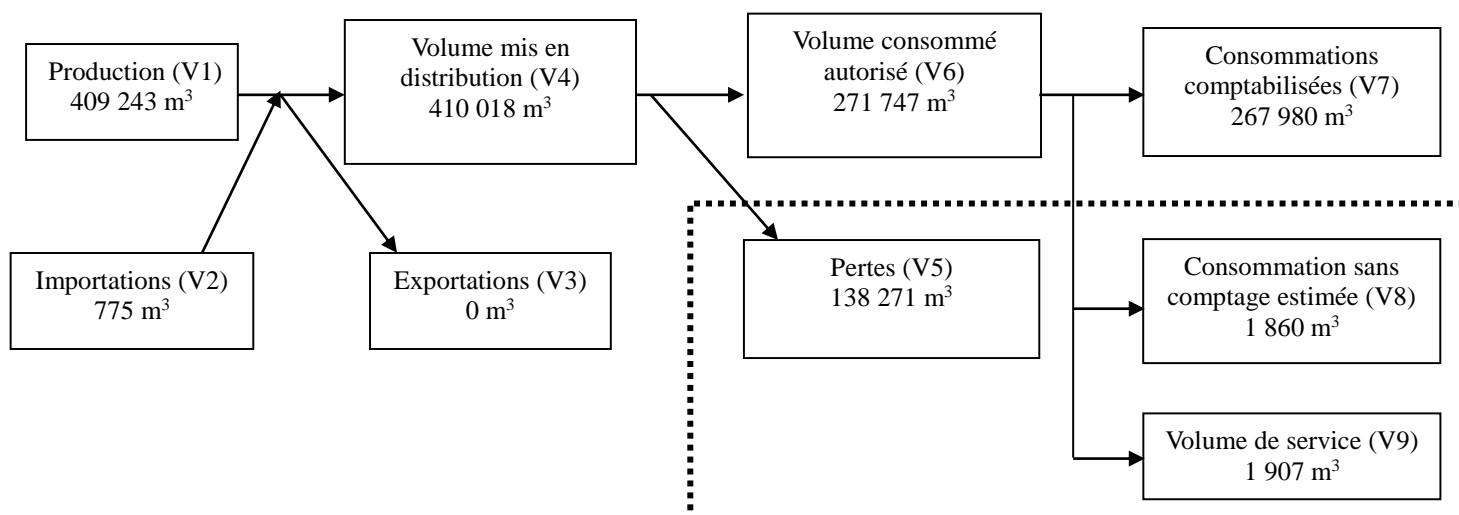 Production (V1)
409 243 m³
Volume mis en
distribution (V4)
410 018 m³
Volume consommé
autorisé (V6)
271 747 m³
Consommations
comptabilisées (V7)
267 980 m³
Importations (V2)
775 m³
Exportations (V3)
0 m³
Pertes (V5)
138 271 m³
Consommation sans
comptage estimée (V8)
1 860 m³
Volume de service (V9)
1 907 m³